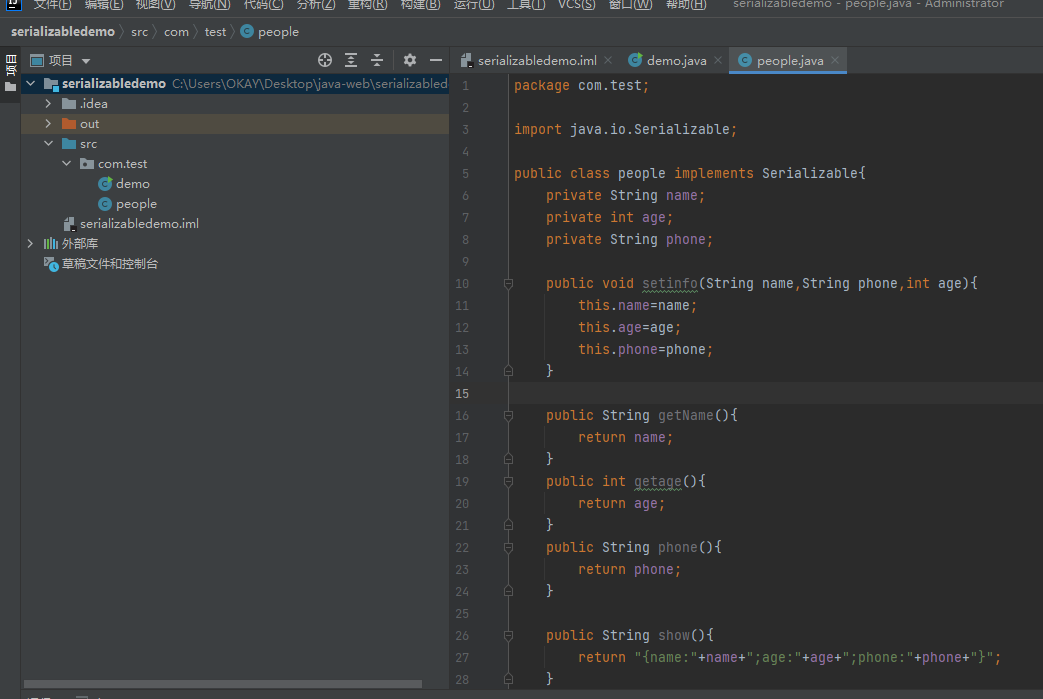 文件(F) 编辑(E) 视图(V) 导航(N) 代码(C) 分析(Z) 重构(R) 构建(B) 运行(U) 工具(T) VCS(S) 窗口(W) 帮助(H) serializabledemo - people.java - Administrator
serializabledemo src com test people
项目
项目
serializabledemo C:\Users\OKAY\Desktop\java-web\serializabled
.idea
out
src
com.test
demo
people
serializabledemo.iml
外部库
草稿文件和控制台
serializabledemo.iml demo.java people.java
1 package com.test;
2
3 import java.io.Serializable;
4
5 public class people implements Serializable{
6 private String name;
7 private int age;
8 private String phone;
9
10 public void setinfo(String name,String phone,int age){
11 this.name=name;
12 this.age=age;
13 this.phone=phone;
14 }
15
16 public String getName(){
17 return name;
18 }
19 public int getage(){
20 return age;
21 }
22 public String phone(){
23 return phone;
24 }
25
26 public String show(){
27 return "{name:"+name+";age:"+age+";phone:"+phone+"}";
28 }